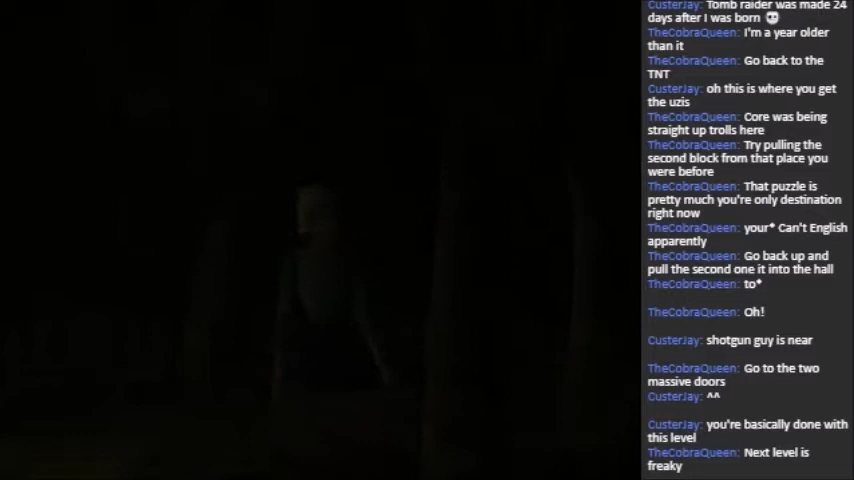 CusterJay: Tomb raider was made 24
days after I was born
TheCobraQueen: I'm a year older
than it
TheCobraQueen: Go back to the
TNT
CusterJay: oh this is where you get
the uzis
TheCobraQueen: Core was being
straight up trolls here
TheCobraQueen: Try pulling the
second block from that place you
were before
TheCobraQueen: That puzzle is
pretty much you're only destination
right now
TheCobraQueen: your* Can't English
apparently
TheCobraQueen: Go back up and
pull the second one it into the hall
TheCobraQueen: to*
TheCobraQueen: Oh!
CusterJay: shotgun guy is near
TheCobraQueen: Go to the two
massive doors
CusterJay: ^^
CusterJay: you're basically done with
this level
TheCobraQueen: Next level is
freaky